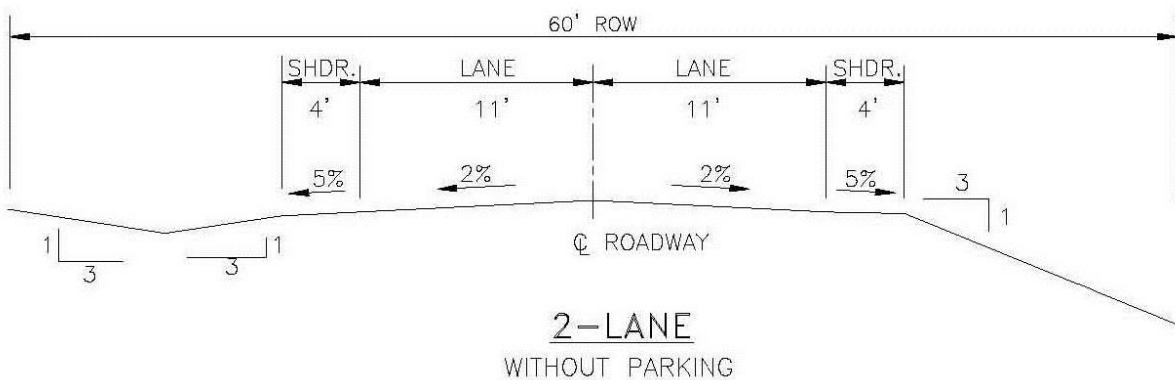 60' ROW
SHDR. LANE LANE SHDR.
4' 11' 11' 4'
5% 2% 2% 5%
3
1
1 1
3 3
℄ ROADWAY
2-LANE
WITHOUT PARKING